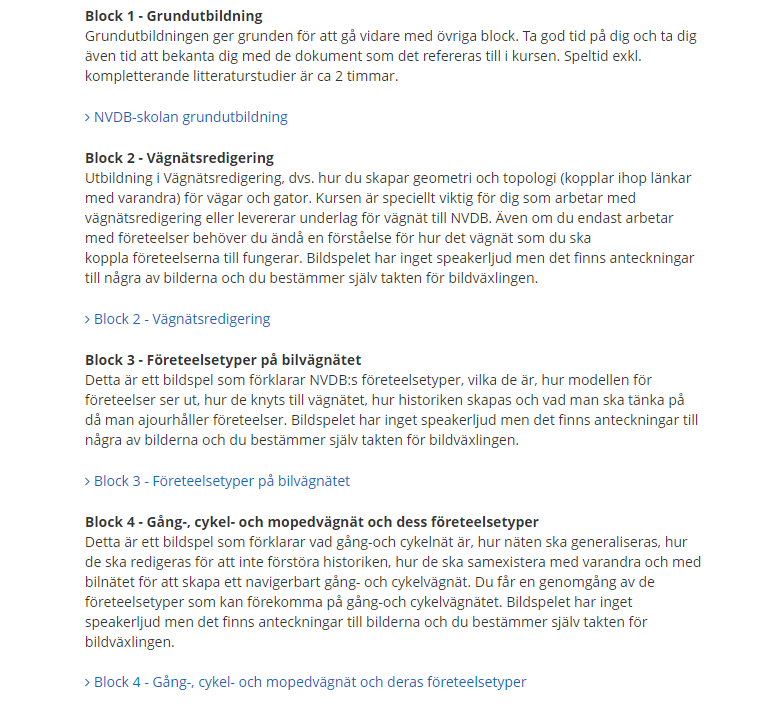 Block 1 - Grundutbildning
Grundutbildningen ger grunden för att gå vidare med övriga block. Ta god tid på dig och ta dig
även tid att bekanta dig med de dokument som det refereras till i kursen. Speltid exkl.
kompletterande litteraturstudier är ca 2 timmar.
› NVDB-skolan grundutbildning
Block 2 - Vägnätsredigering
Utbildning i Vägnätsredigering, dvs. hur du skapar geometri och topologi (kopplar ihop länkar
med varandra) för vägar och gator. Kursen är speciellt viktig för dig som arbetar med
vägnätsredigering eller levererar underlag för vägnät till NVDB. Även om du endast arbetar
med företeelser behöver du ändå en förståelse för hur det vägnät som du ska
koppla företeelserna till fungerar. Bildspelet har inget speakerljud men det finns anteckningar
till några av bilderna och du bestämmer själv takten för bildväxlingen.
› Block 2 - Vägnätsredigering
Block 3 - Företeelsetyper på bilvägnätet
Detta är ett bildspel som förklarar NVDB:s företeelsetyper, vilka de är, hur modellen för
företeelser ser ut, hur de knyts till vägnätet, hur historiken skapas och vad man ska tänka på
då man ajourhåller företeelser. Bildspelet har inget speakerljud men det finns anteckningar till
några av bilderna och du bestämmer själv takten för bildväxlingen.
› Block 3 - Företeelsetyper på bilvägnätet
Block 4 - Gång-, cykel- och mopedvägnät och dess företeelsetyper
Detta är ett bildspel som förklarar vad gång-och cykelnät är, hur näten ska generaliseras, hur
de ska redigeras för att inte förstöra historiken, hur de ska samexistera med varandra och med
bilnätet för att skapa ett navigerbart gång- och cykelvägnät. Du får en genomgång av de
företeelsetyper som kan förekomma på gång-och cykelvägnätet. Bildspelet har inget
speakerljud men det finns anteckningar till bilderna och du bestämmer själv takten för
bildväxlingen.
› Block 4 - Gång-, cykel- och mopedvägnät och deras företeelsetyper